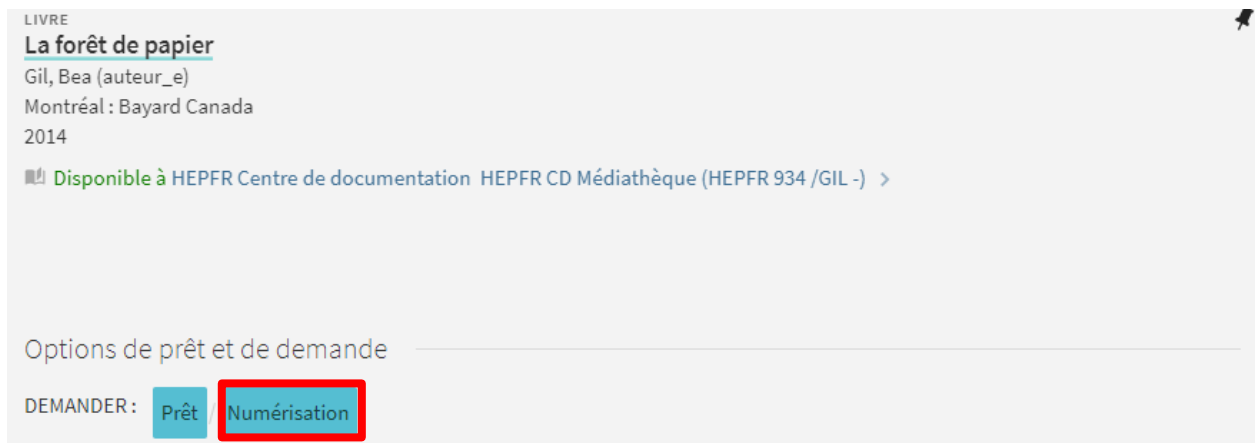 LIVRE
La forêt de papier
Gil, Bea (auteur_e)
Montréal : Bayard Canada
2014
Disponible à HEPFR Centre de documentation HEPFR CD Médiathèque (HEPFR 934 /GIL -) >
Options de prêt et de demande
DEMANDER : Prêt / Numérisation